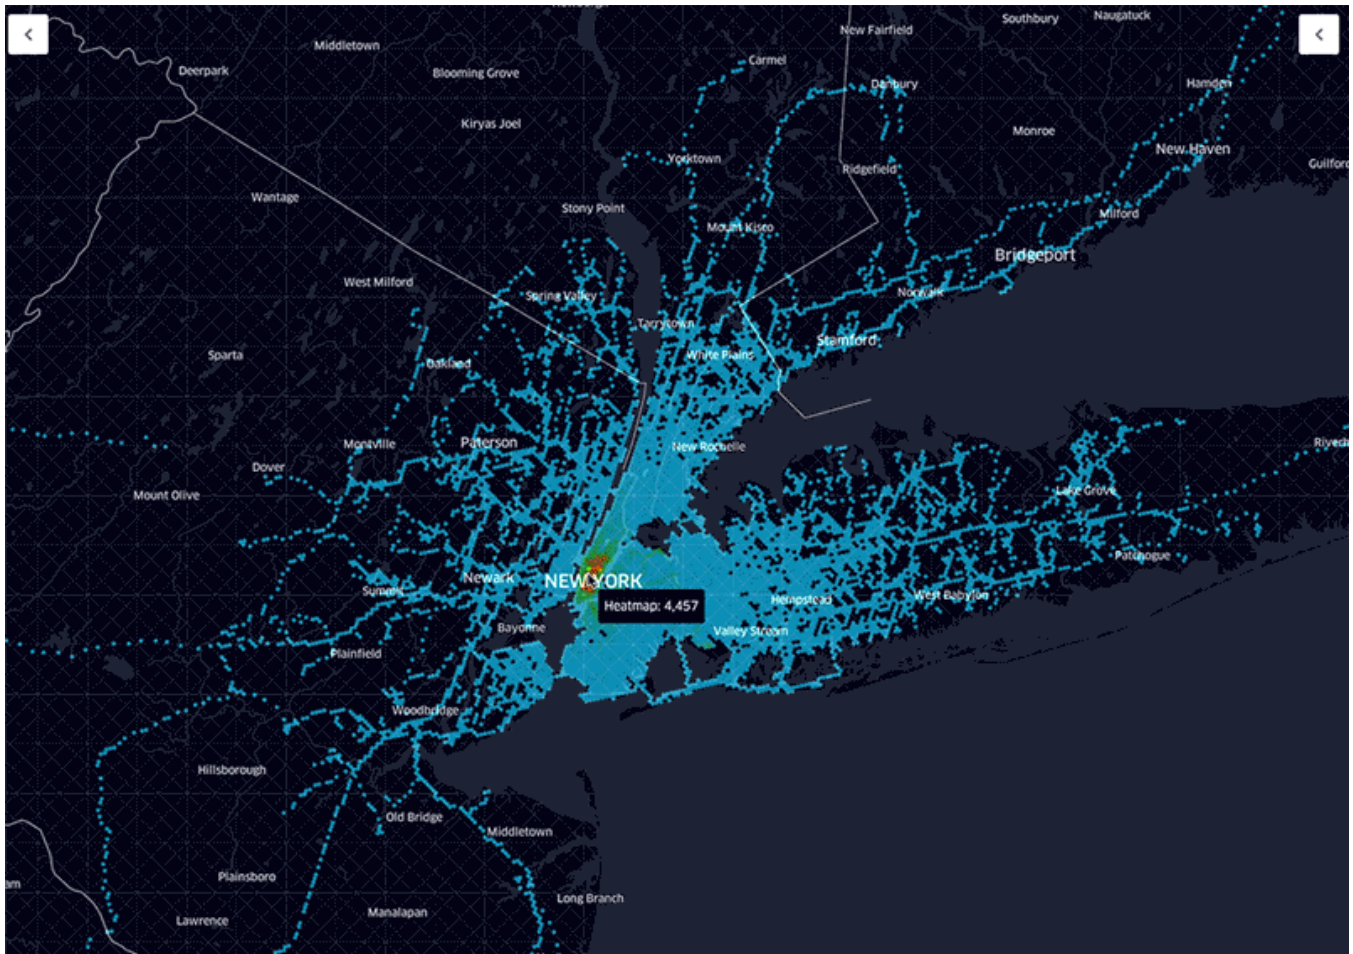 Southbury
Naugatuck
New Fairfield
Middletown
Carmel
Deerpark
Blooming Grove
Danbury
Hamden
Kiryas Joel
Monroe
New Haven
Yorktown
Ridgefield
Guilford
Wantage
Stony Point
Milford
Mount Kisco
Bridgeport
West Milford
Spring Valley
Norwalk
Tarrytown
Stamford
Sparta
White Plains
Oakland
Paterson
Montville
New Rochelle
Riverh
Dover
Mount Olive
Lake Grove
Patchogue
Newark
NEW YORK
Summit
West Babylon
Hempstead
Heatmap: 4,457
Bayonne
Valley Stream
Plainfield
Woodbridge
Hillsborough
Old Bridge
Middletown
Plainsboro
am
Long Branch
Manalapan
Lawrence